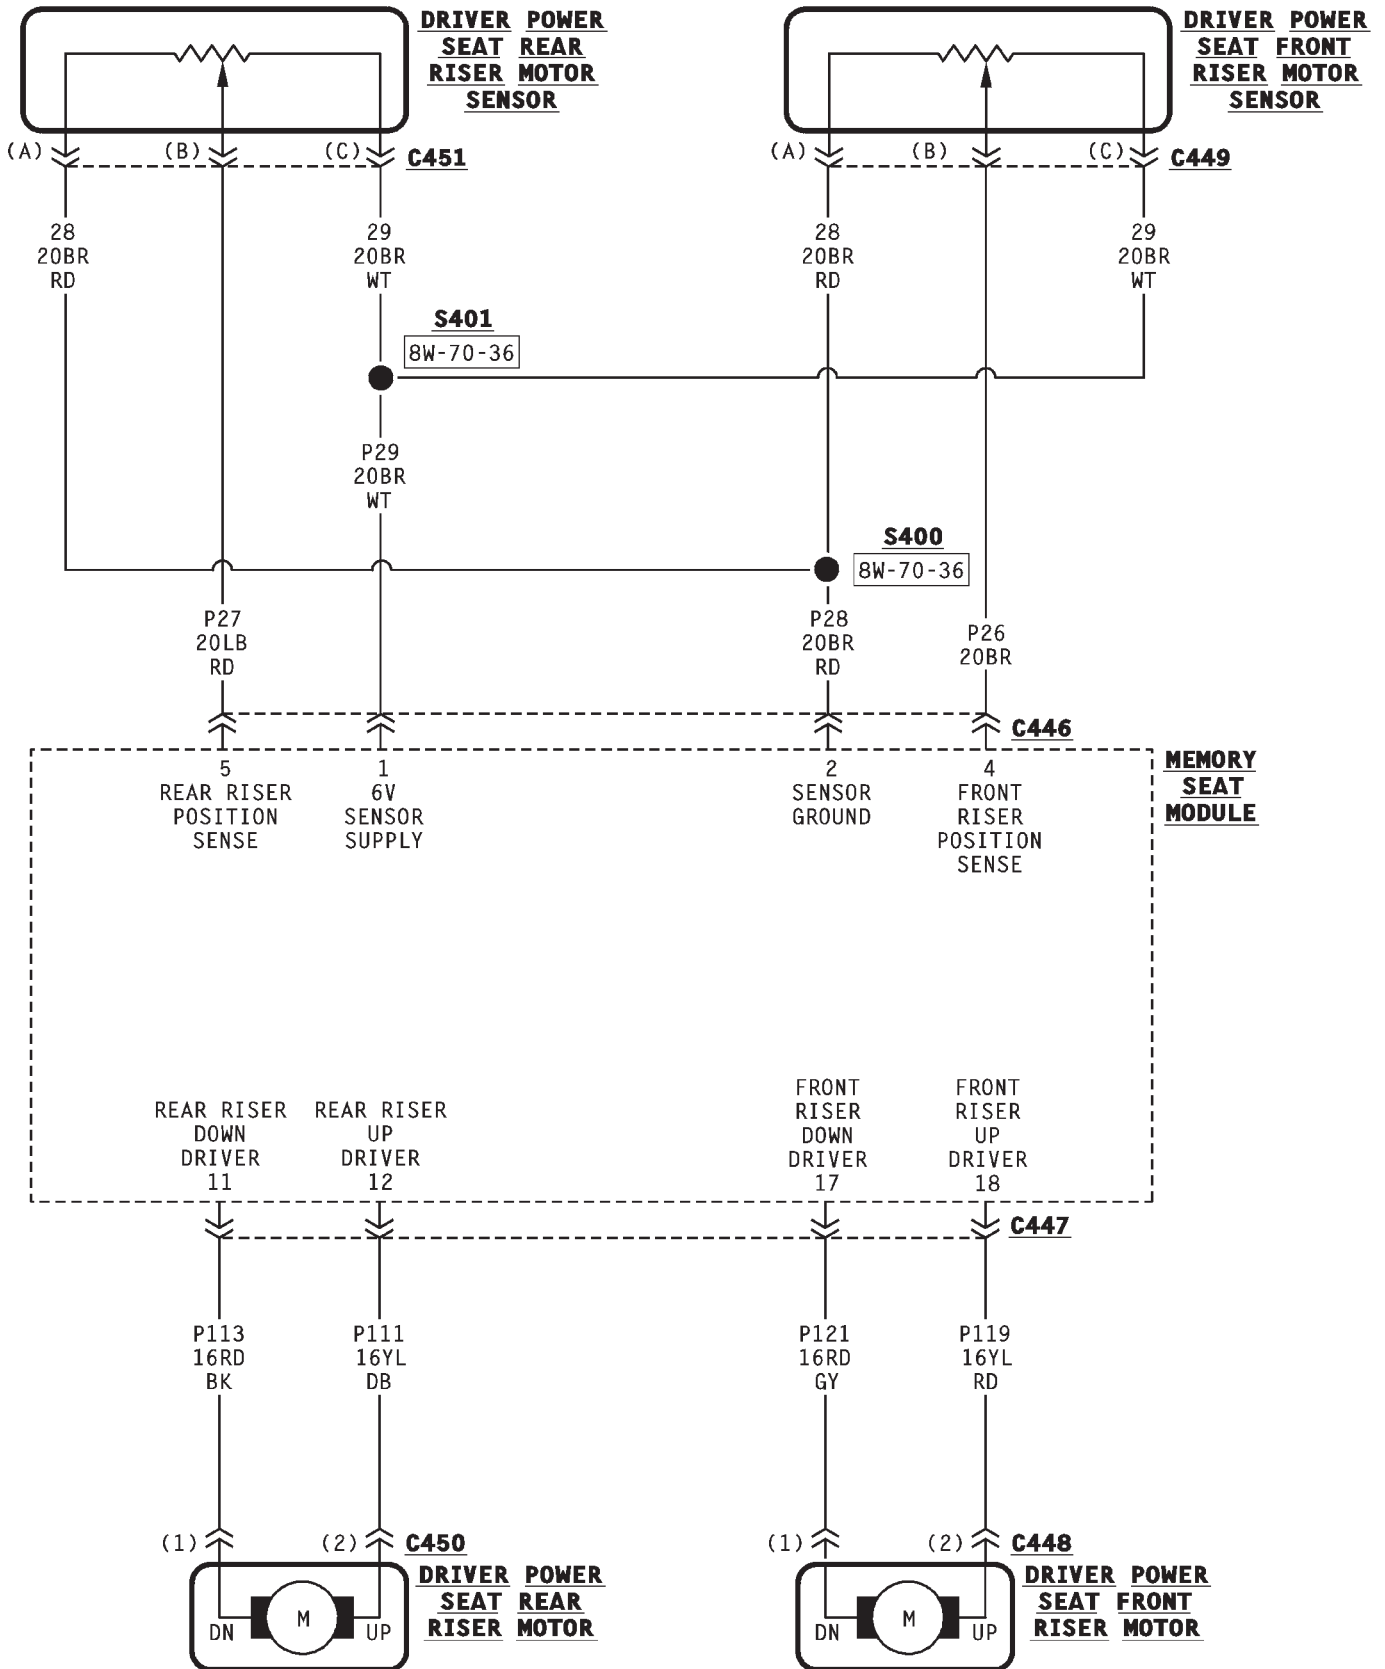 DRIVER POWER
SEAT REAR
RISER MOTOR
SENSOR
DRIVER POWER
SEAT FRONT
RISER MOTOR
SENSOR
(A)
(B)
(C)
C451
(A)
(B)
(C)
C449
28
20BR
RD
29
20BR
WT
28
20BR
RD
29
20BR
WT
S401
8W-70-36
P29
20BR
WT
S400
8W-70-36
P27
20LB
RD
P28
20BR
RD
P26
20BR
C446
MEMORY
SEAT
MODULE
5
REAR RISER
POSITION
SENSE
1
6V
SENSOR
SUPPLY
2
SENSOR
GROUND
4
FRONT
RISER
POSITION
SENSE
REAR RISER
DOWN
DRIVER
11
REAR RISER
UP
DRIVER
12
FRONT
RISER
DOWN
DRIVER
17
FRONT
RISER
UP
DRIVER
18
C447
P113
16RD
BK
P111
16YL
DB
P121
16RD
GY
P119
16YL
RD
(1)
(2)
C450
(1)
(2)
C448
DN
M
UP
DRIVER POWER
SEAT REAR
RISER MOTOR
DN
M
UP
DRIVER POWER
SEAT FRONT
RISER MOTOR